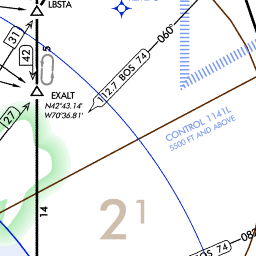 LBSTA
31
42
5
060°
EXALT
N42°43.14'
W70°36.81'
112.7 BOS 74
27
CONTROL 1141L
5500 FT AND ABOVE
14
2¹
BOS 74